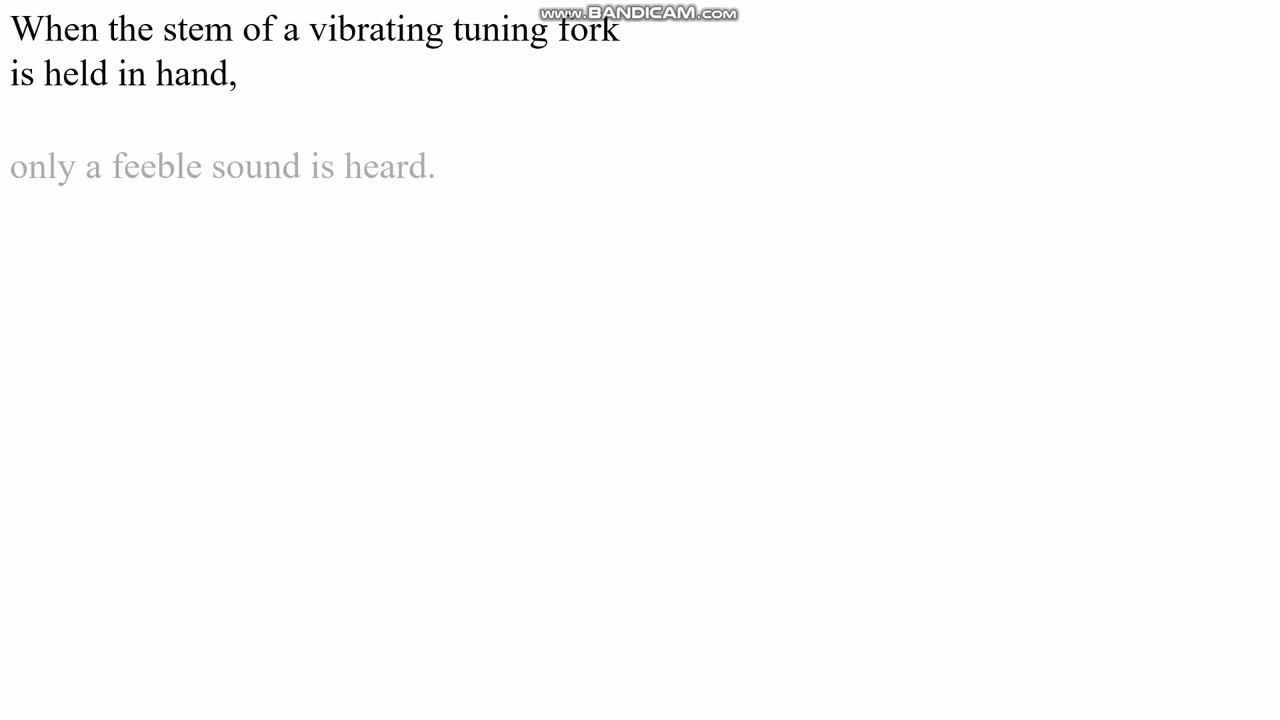 www.BANDICAM.com
When the stem of a vibrating tuning fork
is held in hand,
only a feeble sound is heard.